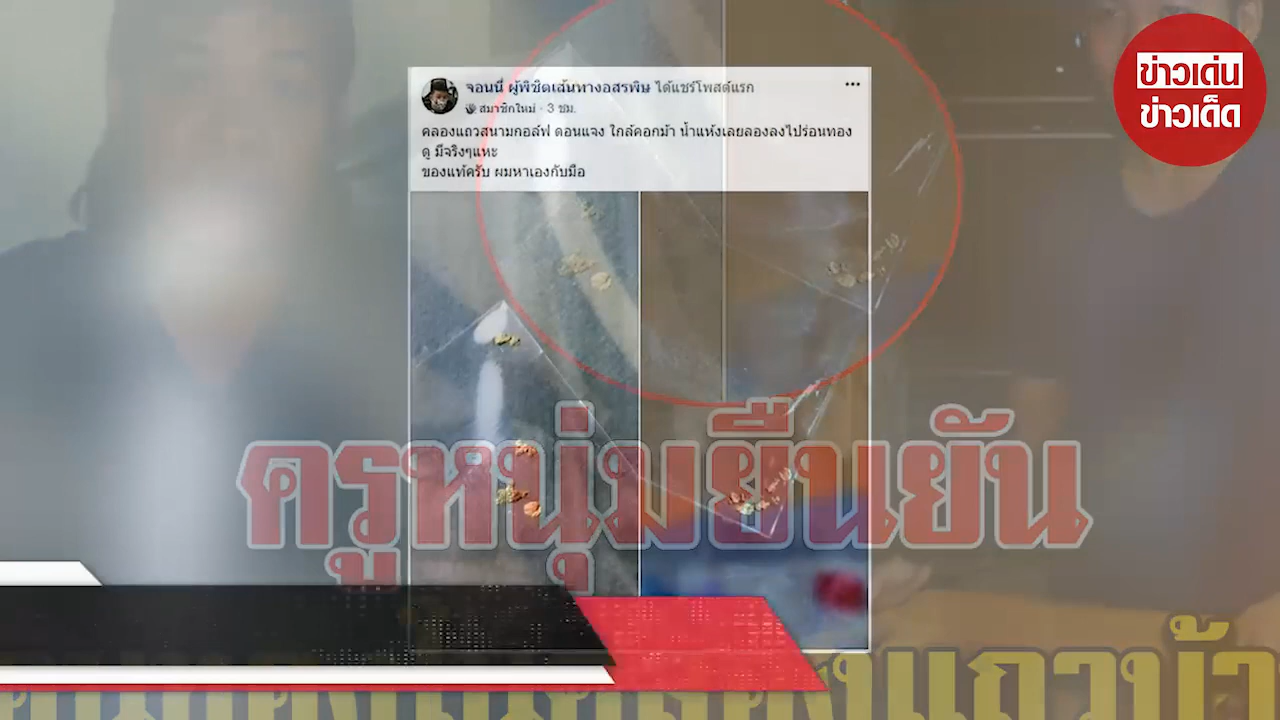 ข่าวเด่น
ข่าวเด็ด
จอนนี่ ผู้พิชิตเส้นทางอสรพิษ ได้แชร์โพสต์แรก
สมาชิกใหม่ · 3 ชม.
คลองแถวสนามกอล์ฟ ดอนแจง ใกล้คอกม้า น้ำแห้งเลยลองลงไปร่อนทอง
ดู มีจริงๆแหะ
ของแท้ครับ ผมหาเองกับมือ
ครูหนุ่มยืนยัน